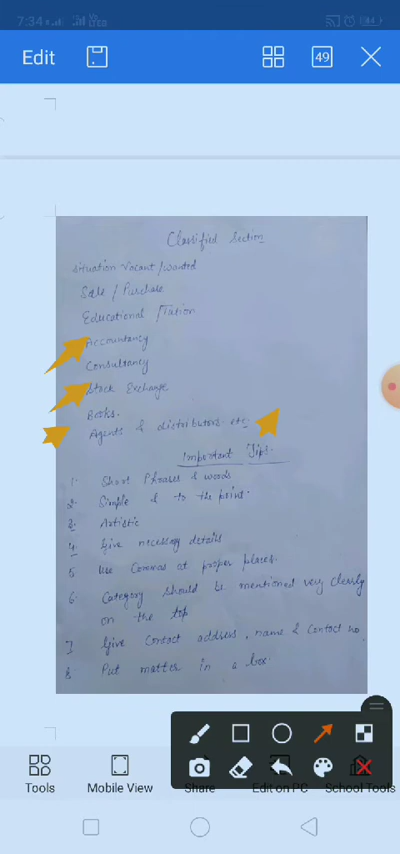 7:34
49
Edit
Classified Section
Situation Vacant / wanted
Sale / Purchase
Educational / Tution
Accountancy
Consultancy
Stock Exchange
Books.
Agents & distributors etc
Important Tips:
1. Short Phrases & words
2. Simple & to the point.
3. Artistic
4. Give necessary details
5 Use Commas at proper places.
6. Category should be mentioned very clearly
on the top
7. Give Contact address, name & Contact no.
8. Put matter in a box.
Tools
Mobile View
Share
Edit on PC
School Tools